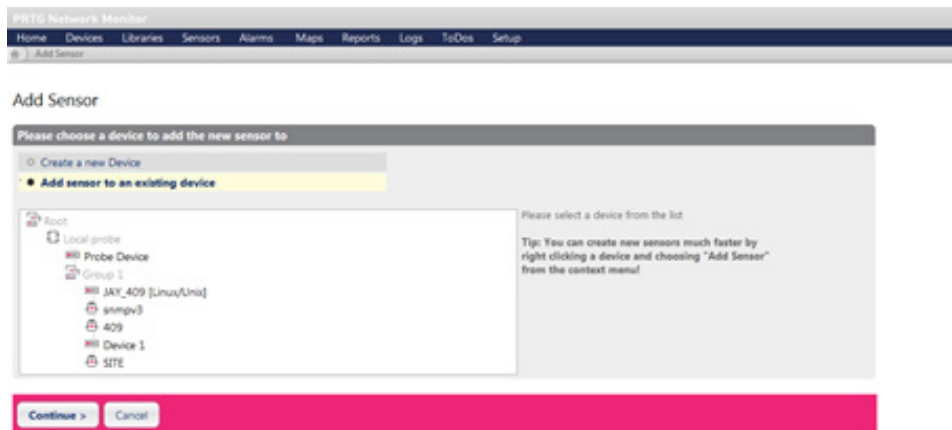 PRTG Network Monitor
Home Devices Libraries Sensors Alarms Maps Reports Logs ToDos Setup
Add Sensor
Add Sensor
Please choose a device to add the new sensor to
Create a new Device
Add sensor to an existing device
Root
Local probe
Probe Device
Group 1
JAY_409 [Linux/Unix]
snmpv3
409
Device 1
SITE
Please select a device from the list
Tip: You can create new sensors much faster by
right clicking a device and choosing "Add Sensor"
from the context menu!
Continue > Cancel